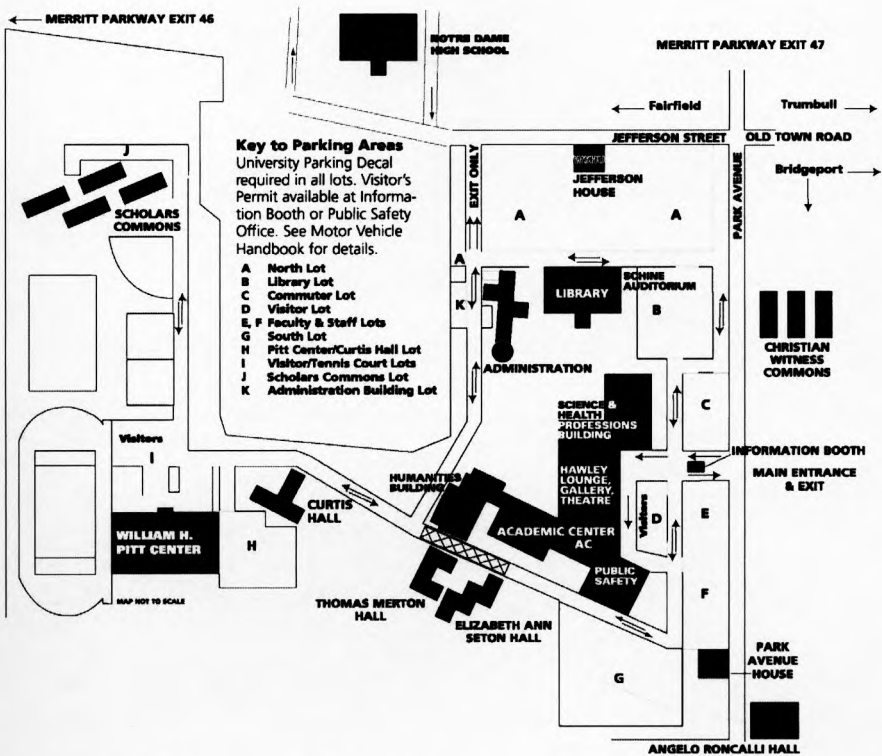 MERRITT PARKWAY EXIT 46
NOTRE DAME
HIGH SCHOOL
MERRITT PARKWAY EXIT 47
Fairfield
Trumbull
JEFFERSON STREET
OLD TOWN ROAD
Bridgeport
PARK AVENUE
EXIT ONLY
JEFFERSON
HOUSE
A
A
A
Key to Parking Areas
University Parking Decal
required in all lots. Visitor's
Permit available at Informa-
tion Booth or Public Safety
Office. See Motor Vehicle
Handbook for details.
A North Lot
B Library Lot
C Commuter Lot
D Visitor Lot
E, F Faculty & Staff Lots
G South Lot
H Pitt Center/Curtis Hall Lot
I Visitor/Tennis Court Lots
J Scholars Commons Lot
K Administration Building Lot
J
SCHOLARS
COMMONS
K
LIBRARY
SCHINE
AUDITORIUM
B
ADMINISTRATION
CHRISTIAN
WITNESS
COMMONS
SCIENCE &
HEALTH
PROFESSIONS
BUILDING
C
INFORMATION BOOTH
MAIN ENTRANCE
& EXIT
HAWLEY
LOUNGE,
GALLERY,
THEATRE
Visitors
D
E
Visitors
I
HUMANITIES
BUILDING
CURTIS
HALL
ACADEMIC CENTER
AC
WILLIAM H.
PITT CENTER
H
PUBLIC
SAFETY
F
MAP NOT TO SCALE
THOMAS MERTON
HALL
ELIZABETH ANN
SETON HALL
G
PARK
AVENUE
HOUSE
ANGELO RONCALLI HALL